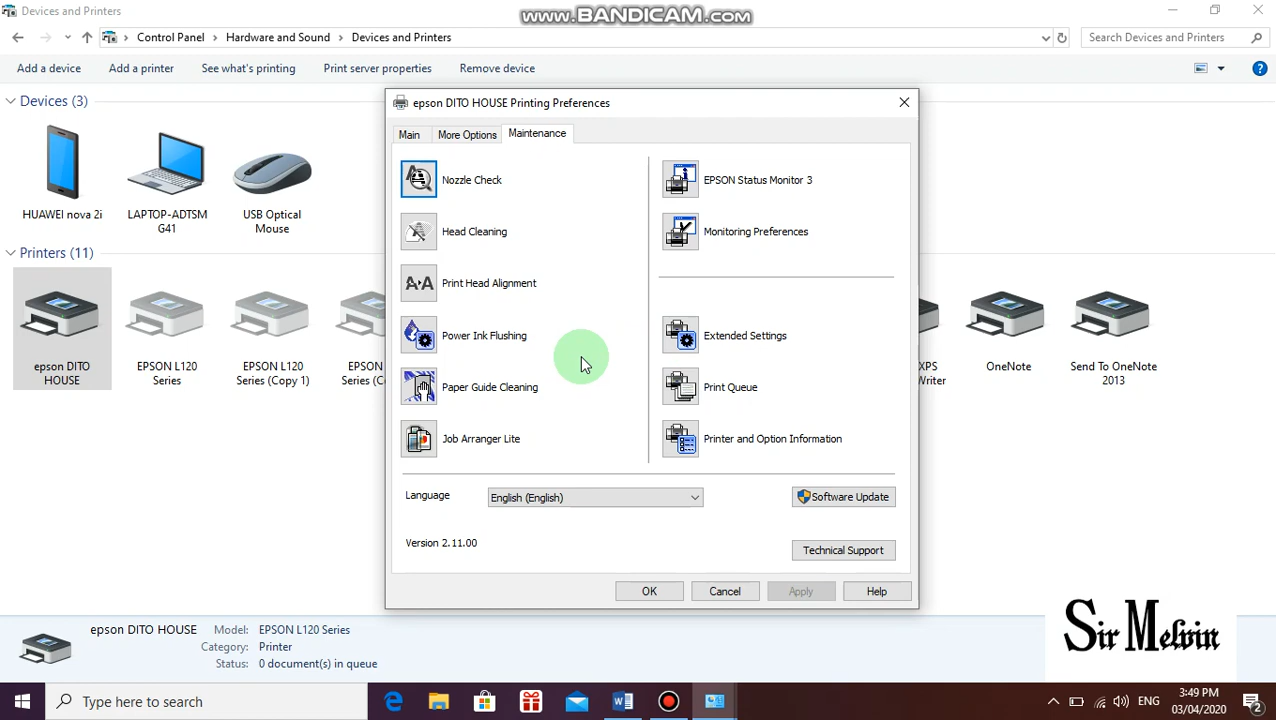 Devices and Printers
www.BANDICAM.com
Control Panel
Hardware and Sound
Devices and Printers
Search Devices and Printers
Add a device
Add a printer
See what's printing
Print server properties
Remove device
Devices (3)
HUAWEI nova 2i
LAPTOP-ADTSM
G41
USB Optical
Mouse
Printers (11)
epson DITO
HOUSE
EPSON L120
Series
EPSON L120
Series (Copy 1)
EPSON
Series (C
XPS
Writer
OneNote
Send To OneNote
2013
epson DITO HOUSE Printing Preferences
Main
More Options
Maintenance
Nozzle Check
Head Cleaning
Print Head Alignment
Power Ink Flushing
Paper Guide Cleaning
Job Arranger Lite
EPSON Status Monitor 3
Monitoring Preferences
Extended Settings
Print Queue
Printer and Option Information
Language
English (English)
Software Update
Version 2.11.00
Technical Support
OK
Cancel
Apply
Help
epson DITO HOUSE
Model: EPSON L120 Series
Category: Printer
Status: 0 document(s) in queue
Sir Melvin
Type here to search
ENG
3:49 PM
03/04/2020
2